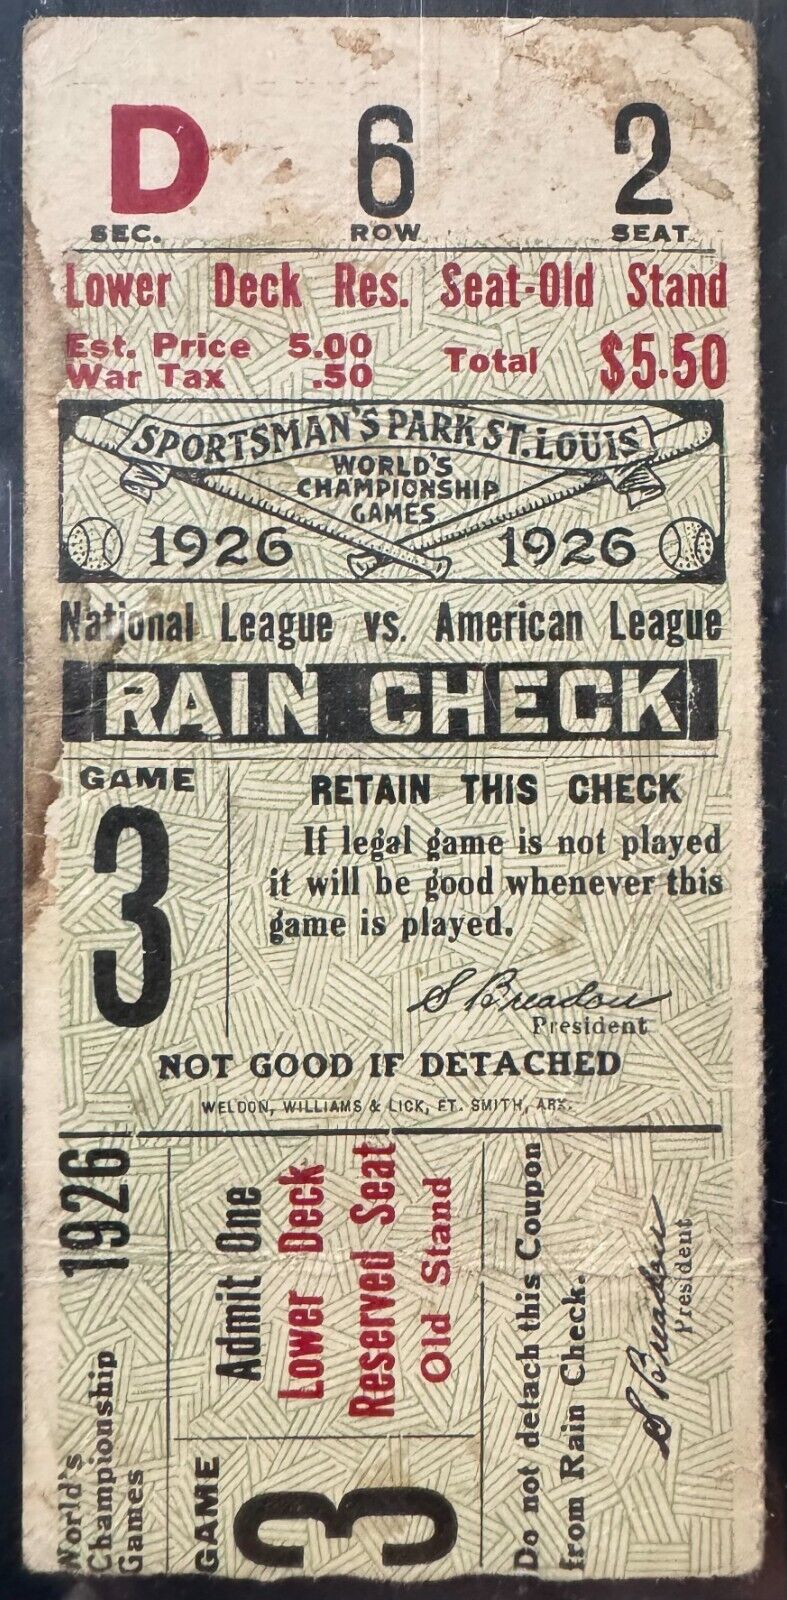 D 6 2
SEC. ROW SEAT
Lower Deck Res. Seat-Old Stand
Est. Price 5.00
War Tax .50
Total $5.50
SPORTSMAN'S PARK ST. LOUIS
WORLD'S
CHAMPIONSHIP
GAMES
1926 1926
National League vs. American League
RAIN CHECK
GAME
3
RETAIN THIS CHECK
If legal game is not played
it will be good whenever this
game is played.
S Breadon
President
NOT GOOD IF DETACHED
WELDON, WILLIAMS & LICK, FT. SMITH, ARK.
World's
Championship
Games
1926
Admit One
Lower Deck
Reserved Seat
Old Stand
GAME
3
Do not detach this Coupon
from Rain Check.
S Breadon
President